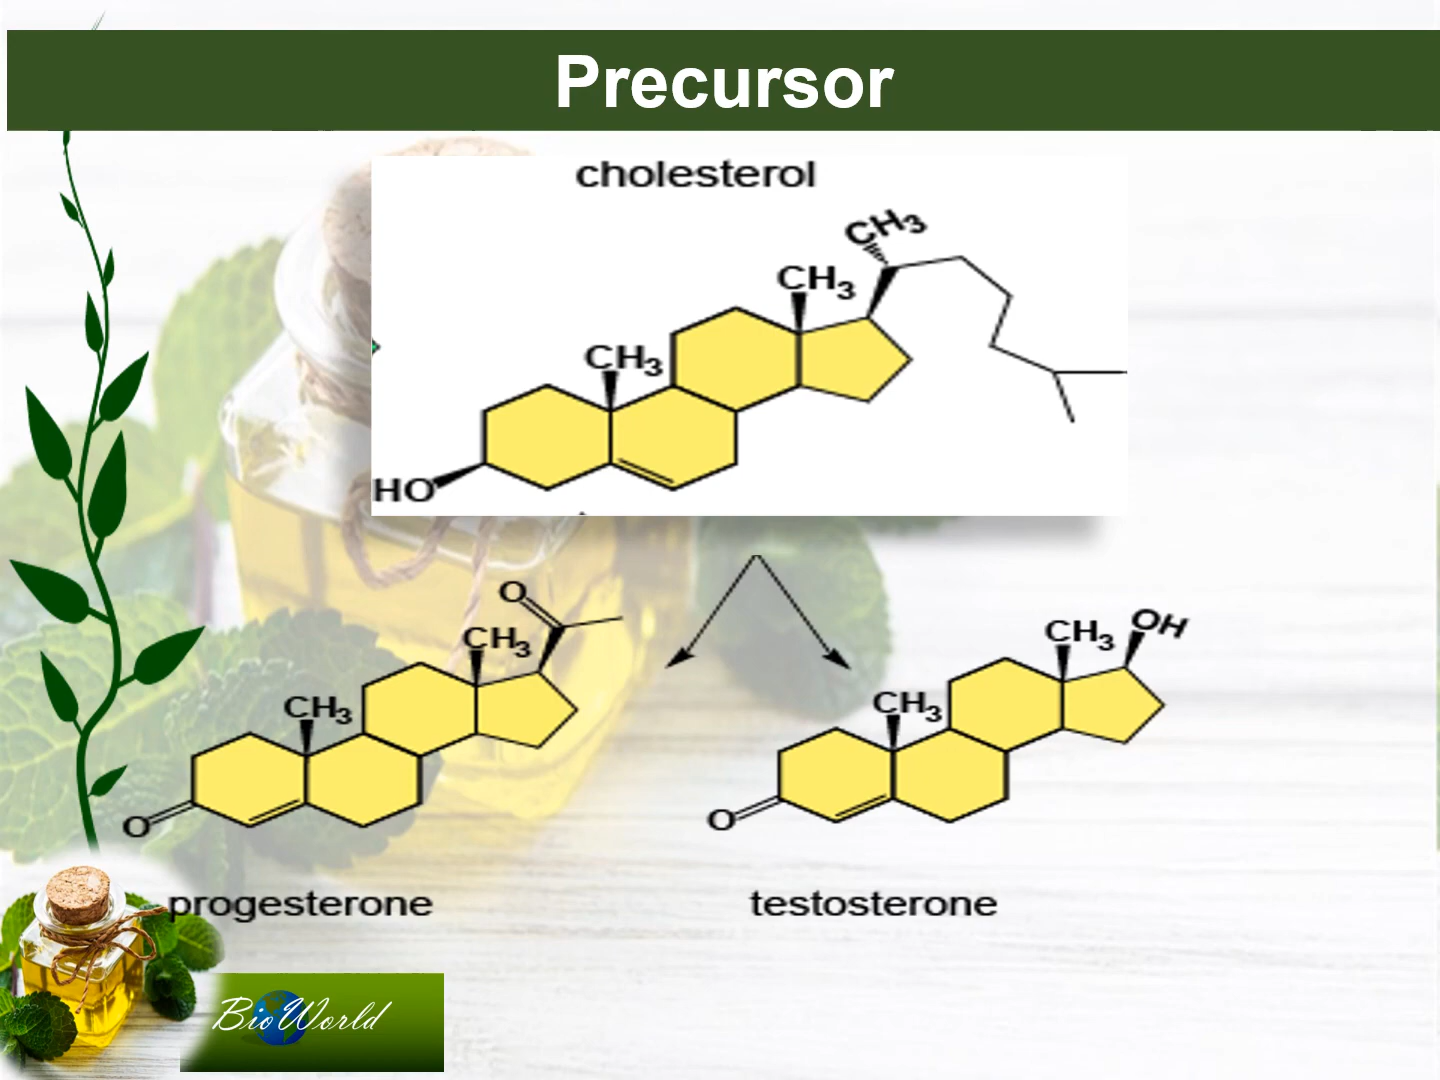 Precursor
cholesterol
CH3
CH3
CH3
HO
O
CH3
CH3
O
progesterone
OH
CH3
CH3
O
testosterone
BioWorld